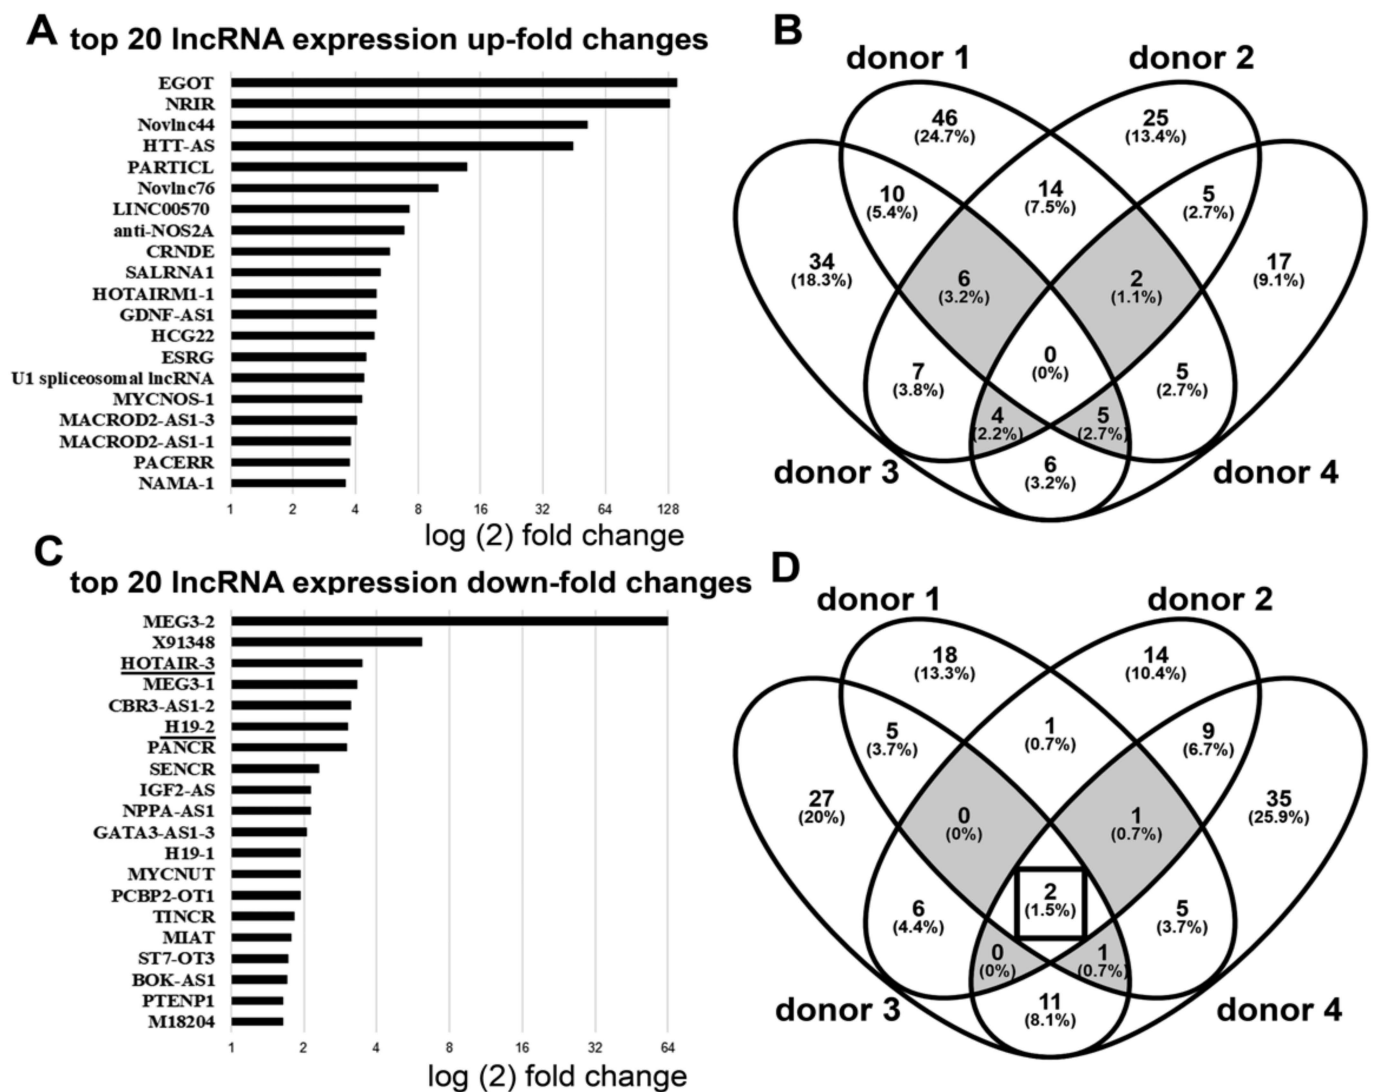 A
top 20 lncRNA expression up-fold changes
EGOT
NRIR
Novlnc44
HTT-AS
PARTICL
Novlnc76
LINC00570
anti-NOS2A
CRNDE
SALRNA1
HOTAIRM1-1
GDNF-AS1
HCG22
ESRG
U1 spliceosomal lncRNA
MYCNOS-1
MACROD2-AS1-3
MACROD2-AS1-1
PACERR
NAMA-1
1 2 4 8 16 32 64 128
log (2) fold change
B
donor 1 donor 2
46 25
(24.7%) (13.4%)
10 14 5
(5.4%) (7.5%) (2.7%)
34 6 2 17
(18.3%) (3.2%) (1.1%) (9.1%)
7 0 5
(3.8%) (0%) (2.7%)
4 5
(2.2%) (2.7%)
donor 3 6 donor 4
(3.2%)
C
top 20 lncRNA expression down-fold changes
MEG3-2
X91348
HOTAIR-3
MEG3-1
CBR3-AS1-2
H19-2
PANCR
SENCR
IGF2-AS
NPPA-AS1
GATA3-AS1-3
H19-1
MYCNUT
PCBP2-OT1
TINCR
MIAT
ST7-OT3
BOK-AS1
PTENP1
M18204
1 2 4 8 16 32 64
log (2) fold change
D
donor 1 donor 2
18 14
(13.3%) (10.4%)
5 1 9
(3.7%) (0.7%) (6.7%)
27 0 1 35
(20%) (0%) (0.7%) (25.9%)
6 2 5
(4.4%) (1.5%) (3.7%)
0 1
(0%) (0.7%)
donor 3 11 donor 4
(8.1%)